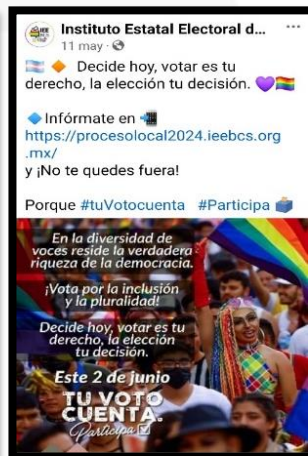 Instituto Estatal Electoral d...
11 may ·
Decide hoy, votar es tu
derecho, la elección tu decisión.
Infórmate en
https://procesolocal2024.ieebcs.org
.mx/
y ¡No te quedes fuera!
Porque #tuVotocuenta #Participa
En la diversidad de
voces reside la verdadera
riqueza de la democracia.
¡Vota por la inclusión
y la pluralidad!
Decide hoy, votar es tu
derecho, la elección
tu decisión.
Este 2 de junio
TU VOTO
CUENTA.
Participa